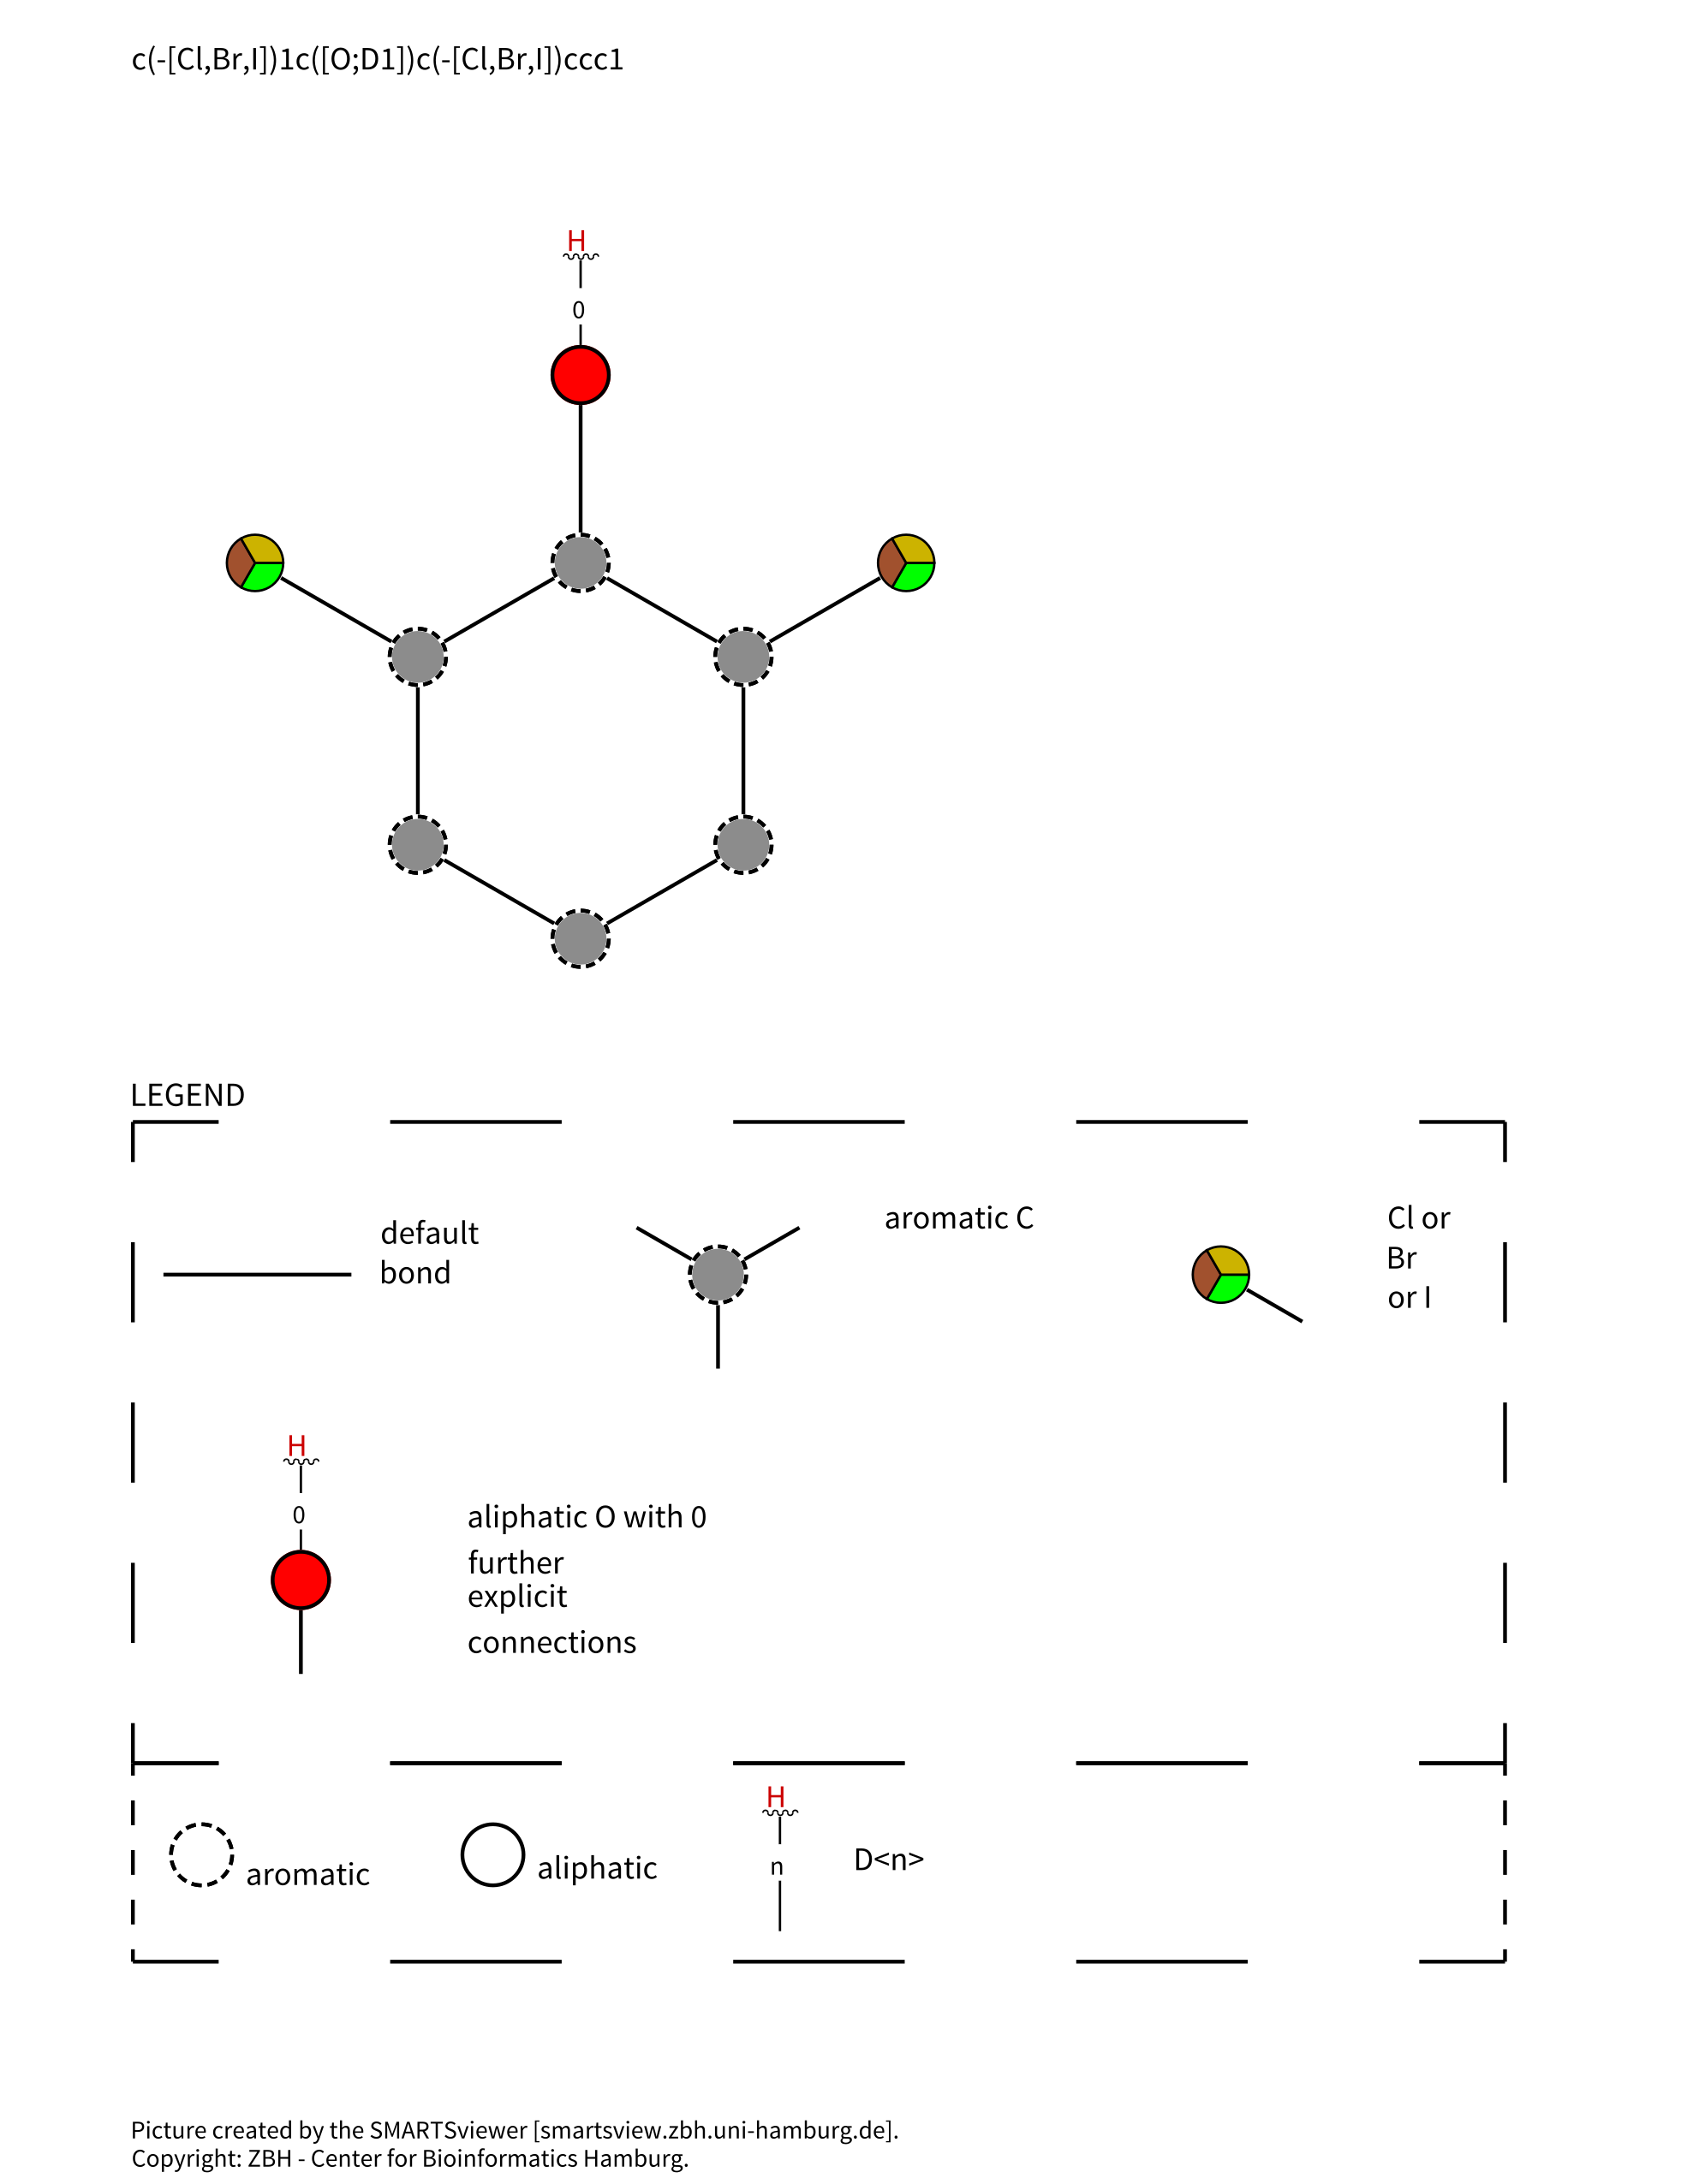 c(-[Cl,Br,I])1c([O;D1])c(-[Cl,Br,I])ccc1
H
0
LEGEND
default
bond
aromatic C
Cl or
Br
or I
H
0
aliphatic O with 0
further
explicit
connections
aromatic
aliphatic
H
n
D<n>
Picture created by the SMARTSviewer [smartsview.zbh.uni-hamburg.de].
Copyright: ZBH - Center for Bioinformatics Hamburg.